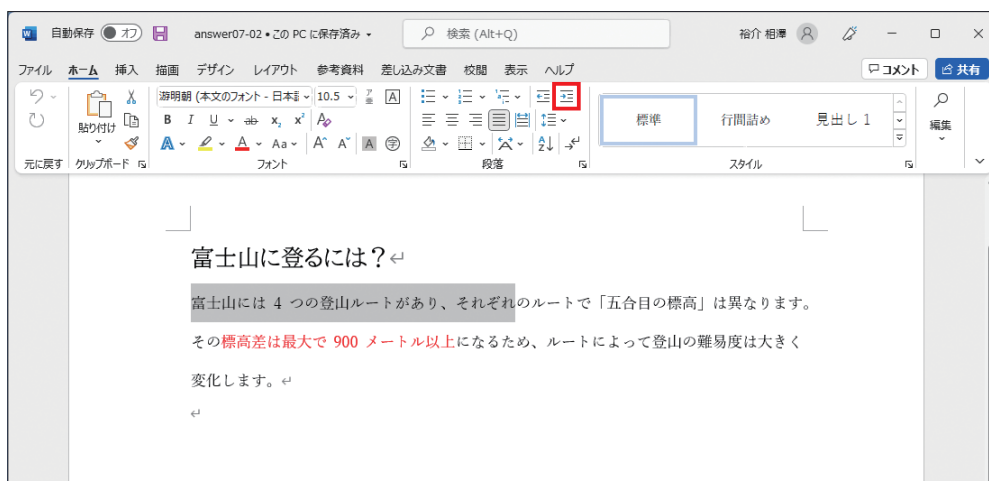 自動保存 オフ answer07-02 • この PC に保存済み 検索 (Alt+Q) 裕介 相澤
ファイル ホーム 挿入 描画 デザイン レイアウト 参考資料 差し込み文書 校閲 表示 ヘルプ コメント 共有
游明朝 (本文のフォント - 日本語 10.5
貼り付け B I U ab x₂ x² A 標準 行間詰め 見出し 1 編集
A A Aa A A A 字
元に戻す クリップボード フォント 段落 スタイル
富士山に登るには？↵
富士山には 4 つの登山ルートがあり、それぞれのルートで「五合目の標高」は異なります。
その標高差は最大で 900 メートル以上になるため、ルートによって登山の難易度は大きく
変化します。↵
↵